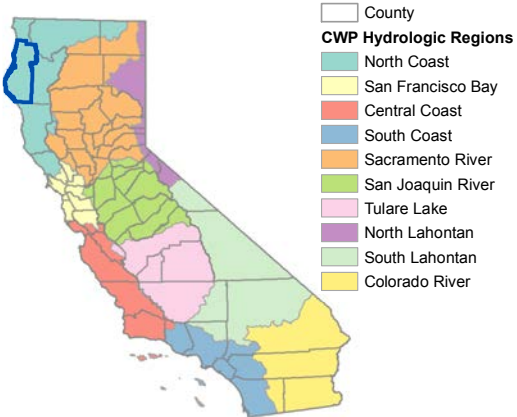 County
CWP Hydrologic Regions
North Coast
San Francisco Bay
Central Coast
South Coast
Sacramento River
San Joaquin River
Tulare Lake
North Lahontan
South Lahontan
Colorado River